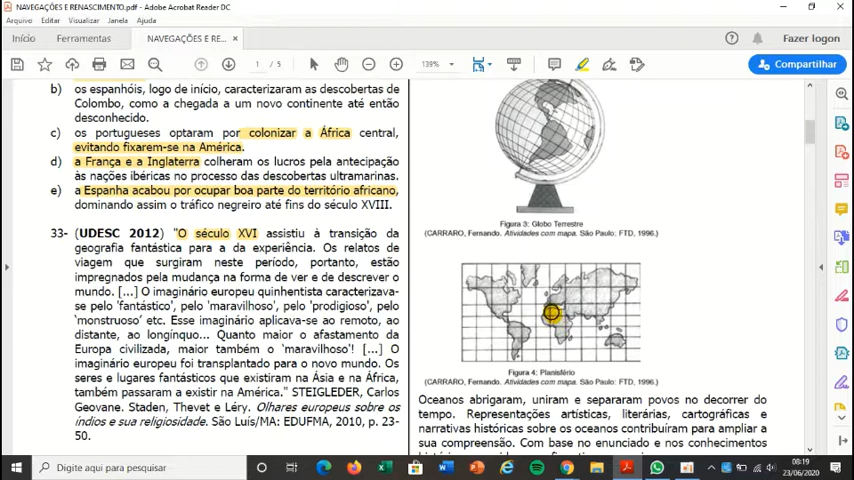 NAVEGAÇÕES E RENASCIMENTO.pdf - Adobe Acrobat Reader DC
Arquivo Editar Visualizar Janela Ajuda
Início Ferramentas NAVEGAÇÕES E RE... × Fazer logon
1 / 5 139% Compartilhar
b) os espanhóis, logo de início, caracterizaram as descobertas
de Colombo, como a chegada a um novo continente até então
desconhecido.
c) os portugueses optaram por colonizar a África central,
evitando fixarem-se na América.
d) a França e a Inglaterra colheram os lucros pela antecipação
às nações ibéricas no processo das descobertas ultramarinas.
e) a Espanha acabou por ocupar boa parte do território africano,
dominando assim o tráfico negreiro até fins do século XVIII.
33- (UDESC 2012) "O século XVI assistiu à transição da
geografia fantástica para a da experiência. Os relatos de
viagem que surgiram neste período, portanto, estão
impregnados pela mudança na forma de ver e de descrever o
mundo. [...] O imaginário europeu quinhentista caracterizava-
se pelo 'fantástico', pelo 'maravilhoso', pelo 'prodigioso', pelo
'monstruoso' etc. Esse imaginário aplicava-se ao remoto, ao
distante, ao longínquo... Quanto maior o afastamento da
Europa civilizada, maior também o 'maravilhoso'! [...] O
imaginário europeu foi transplantado para o novo mundo. Os
seres e lugares fantásticos que existiram na Ásia e na África,
também passaram a existir na América." STEIGLEDER, Carlos
Geovane. Staden, Thevet e Léry. Olhares europeus sobre os
índios e sua religiosidade. São Luís/MA: EDUFMA, 2010, p. 23-
50.
Figura 3: Globo Terrestre
(CARRARO, Fernando. Atividades com mapa. São Paulo: FTD, 1996.)
Figura 4: Planisfério
(CARRARO, Fernando. Atividades com mapa. São Paulo: FTD, 1996.)
Oceanos abrigaram, uniram e separaram povos no decorrer do
tempo. Representações artísticas, literárias, cartográficas e
narrativas históricas sobre os oceanos contribuíram para ampliar a
sua compreensão. Com base no enunciado e nos conhecimentos
Digite aqui para pesquisar
08:19
23/06/2020